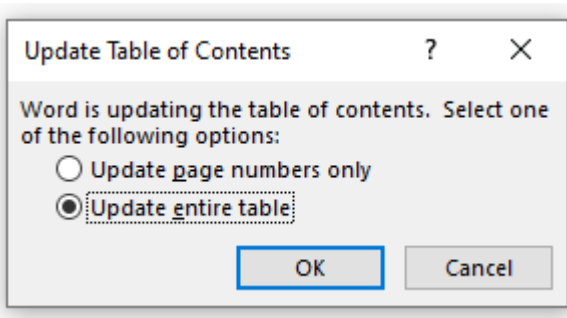 Update Table of Contents ?
Word is updating the table of contents. Select one
of the following options:
Update page numbers only
Update entire table
OK Cancel